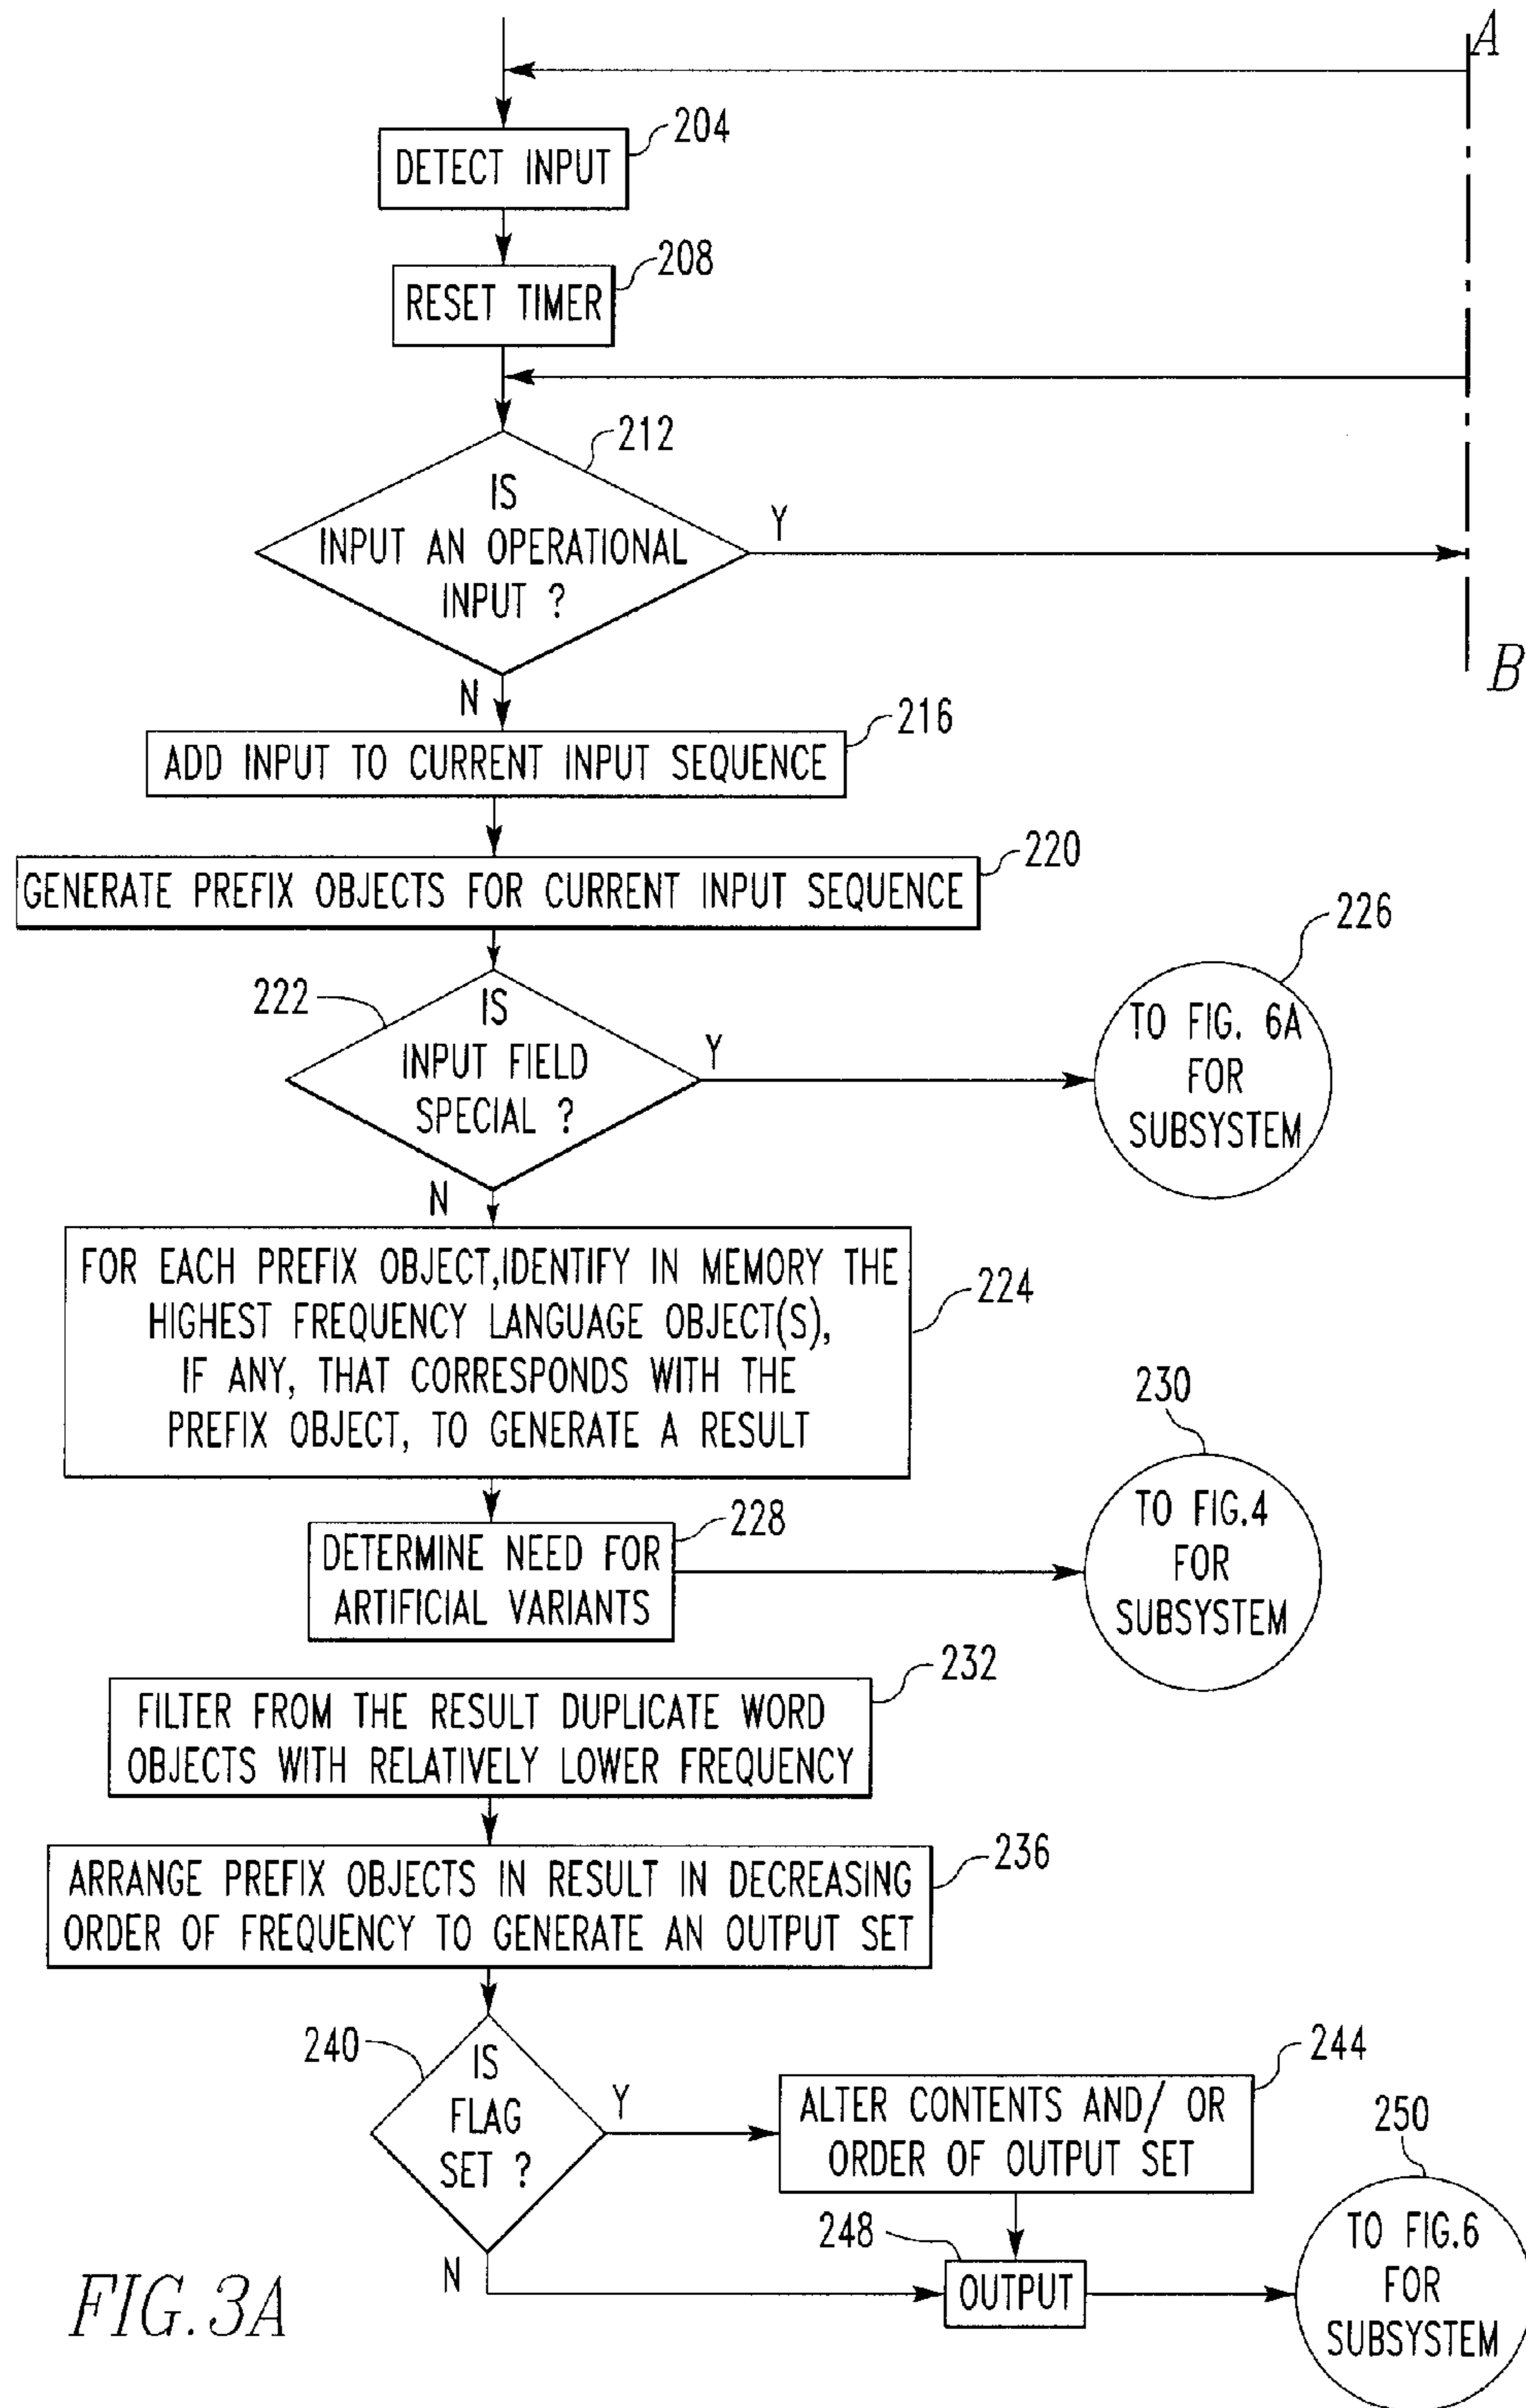 A
204
DETECT INPUT
208
RESET TIMER
212
IS
INPUT AN OPERATIONAL
INPUT ?
Y
B
N
216
ADD INPUT TO CURRENT INPUT SEQUENCE
220
GENERATE PREFIX OBJECTS FOR CURRENT INPUT SEQUENCE
226
222
IS
INPUT FIELD
SPECIAL ?
Y
TO FIG. 6A
FOR
SUBSYSTEM
N
FOR EACH PREFIX OBJECT,IDENTIFY IN MEMORY THE
HIGHEST FREQUENCY LANGUAGE OBJECT(S),
IF ANY, THAT CORRESPONDS WITH THE
PREFIX OBJECT, TO GENERATE A RESULT
224
230
228
DETERMINE NEED FOR
ARTIFICIAL VARIANTS
TO FIG.4
FOR
SUBSYSTEM
232
FILTER FROM THE RESULT DUPLICATE WORD
OBJECTS WITH RELATIVELY LOWER FREQUENCY
236
ARRANGE PREFIX OBJECTS IN RESULT IN DECREASING
ORDER OF FREQUENCY TO GENERATE AN OUTPUT SET
240
IS
FLAG
SET ?
Y
244
ALTER CONTENTS AND/ OR
ORDER OF OUTPUT SET
250
248
N
OUTPUT
TO FIG.6
FOR
SUBSYSTEM
FIG.3A